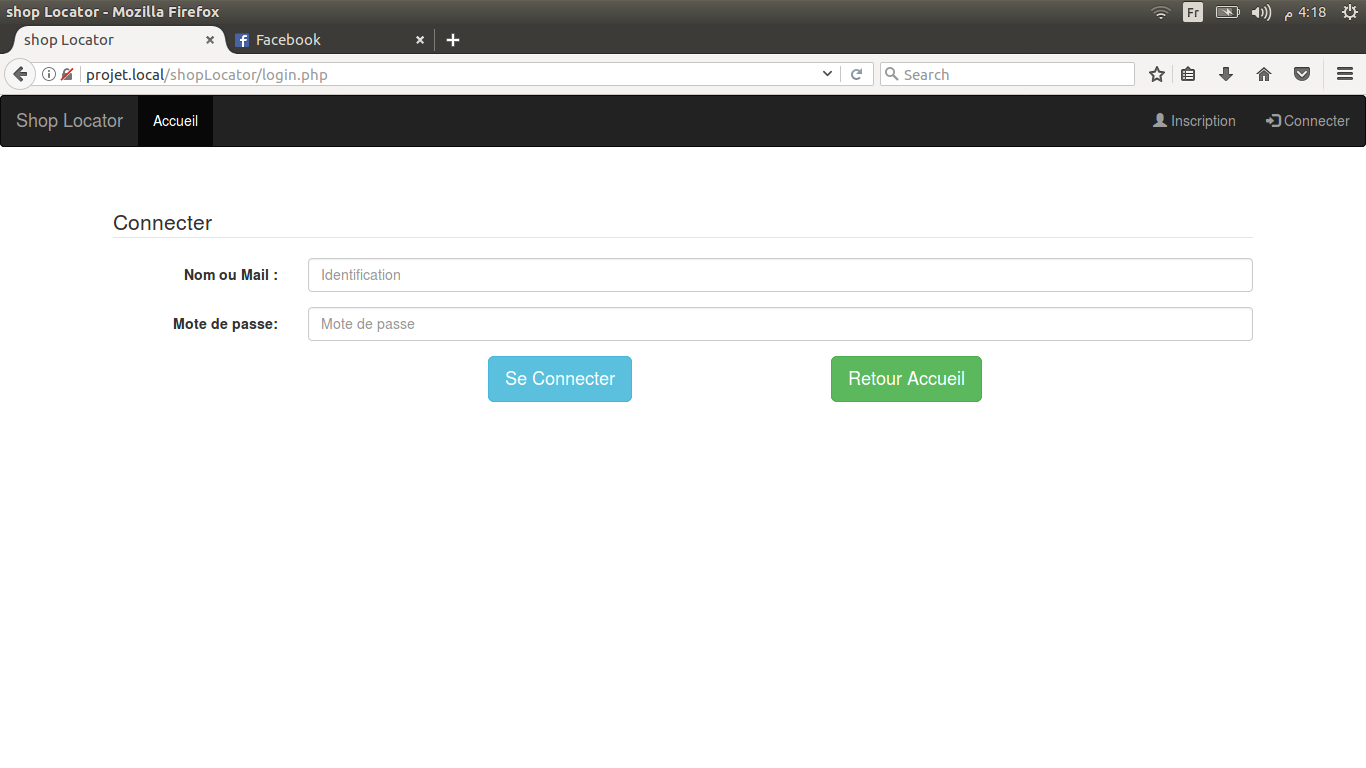 shop Locator - Mozilla Firefox
Fr
م 4:18
shop Locator
Facebook
projet.local/shopLocator/login.php
Search
Shop Locator
Accueil
Inscription
Connecter
Connecter
Nom ou Mail :
Identification
Mote de passe:
Mote de passe
Se Connecter
Retour Accueil